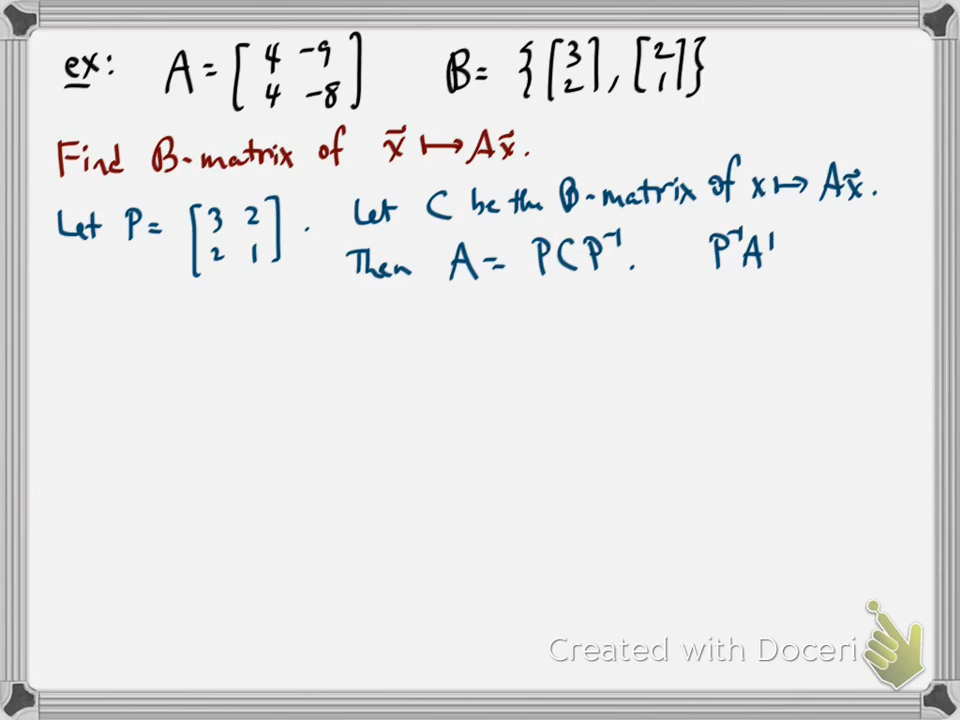 ex: A = [4 -9; 4 -8] B = {[3; 2], [2; 1]}
Find B-matrix of x⃗ ↦ Ax⃗.
Let P = [3 2; 2 1]. Let C be the B-matrix of x ↦ Ax⃗.
Then A = PCP⁻¹. P⁻¹A
Created with Doceri